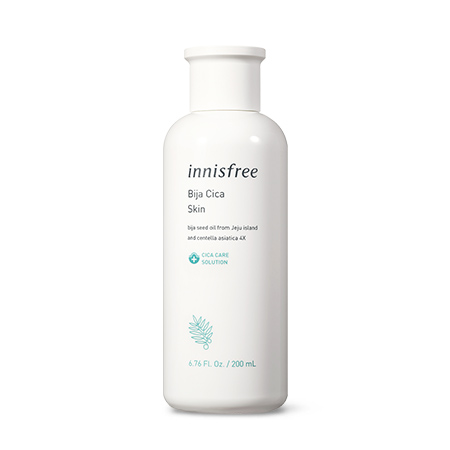 innisfree
Bija Cica
Skin
bija seed oil from Jeju island
and centella asiatica 4X
CICA CARE
SOLUTION
6.76 Fl. Oz. / 200 mL